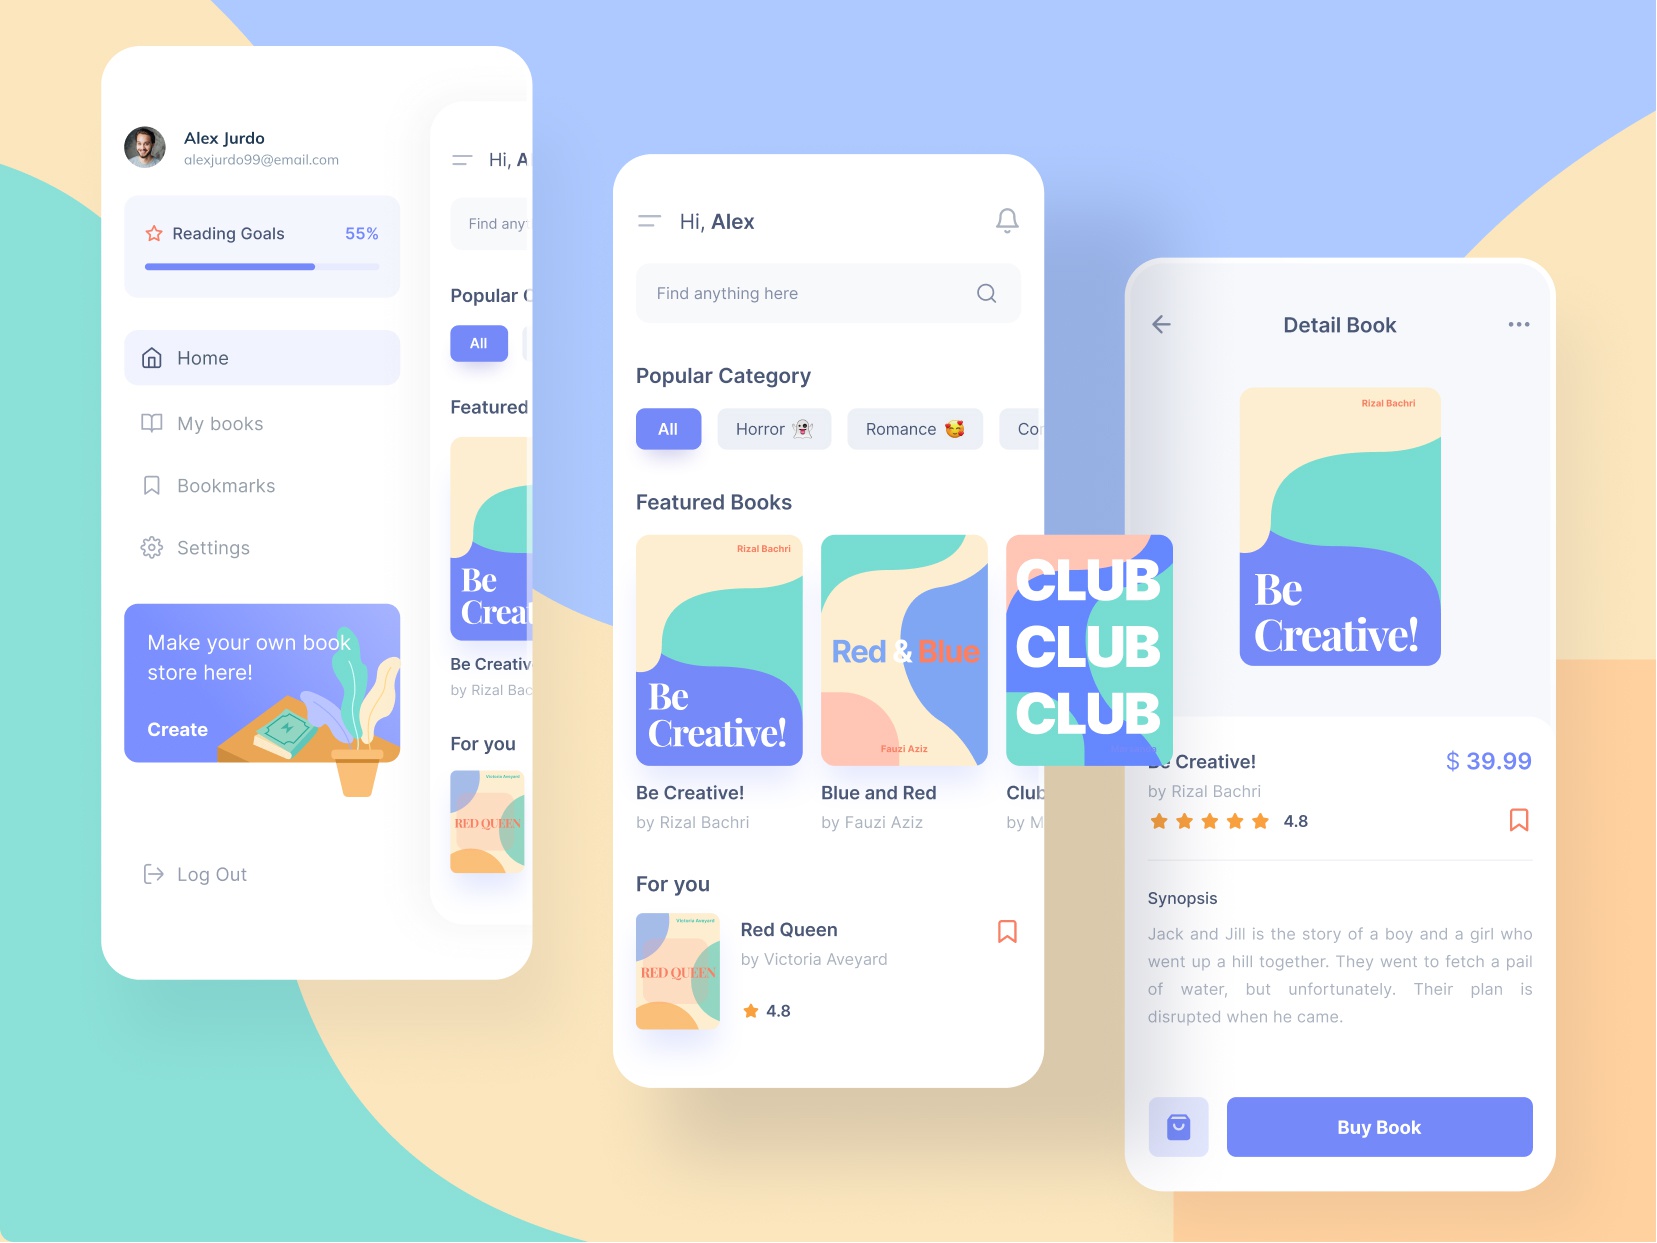 Alex Jurdo
alexjurdo99@email.com
Reading Goals 55%
Home
My books
Bookmarks
Settings
Make your own book
store here!
Create
Log Out
Hi, A
Find any
Popular C
All
Featured
Be
Creat
Be Creativ
by Rizal Bac
For you
Victoria Aveyard
RED QUEEN
Hi, Alex
Find anything here
Popular Category
All Horror Romance Co
Featured Books
Rizal Bachri
Be
Creative!
Red & Blue
Fauzi Aziz
CLUB
CLUB
CLUB
Be Creative! Blue and Red Club
by Rizal Bachri by Fauzi Aziz by M
For you
Victoria Aveyard
RED QUEEN
Red Queen
by Victoria Aveyard
4.8
Detail Book
Rizal Bachri
Be
Creative!
Be Creative! $ 39.99
by Rizal Bachri
4.8
Synopsis
Jack and Jill is the story of a boy and a girl who
went up a hill together. They went to fetch a pail
of water, but unfortunately. Their plan is
disrupted when he came.
Buy Book